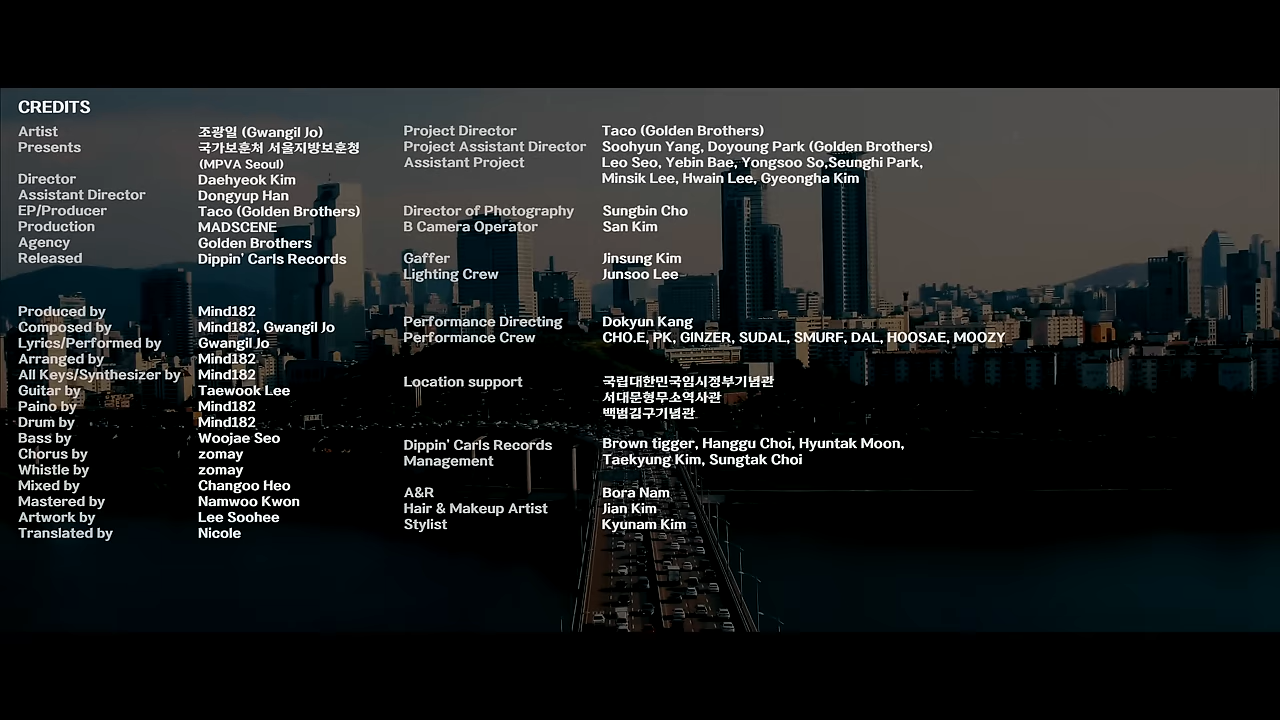 CREDITS
Artist 조광일 (Gwangil Jo)
Presents 국가보훈처 서울지방보훈청
(MPVA Seoul)
Director Daehyeok Kim
Assistant Director Dongyup Han
EP/Producer Taco (Golden Brothers)
Production MADSCENE
Agency Golden Brothers
Released Dippin' Carls Records
Produced by Mind182
Composed by Mind182, Gwangil Jo
Lyrics/Performed by Gwangil Jo
Arranged by Mind182
All Keys/Synthesizer by Mind182
Guitar by Taewook Lee
Paino by Mind182
Drum by Mind182
Bass by Woojae Seo
Chorus by zomay
Whistle by zomay
Mixed by Changoo Heo
Mastered by Namwoo Kwon
Artwork by Lee Soohee
Translated by Nicole
Project Director Taco (Golden Brothers)
Project Assistant Director Soohyun Yang, Doyoung Park (Golden Brothers)
Assistant Project Leo Seo, Yebin Bae, Yongsoo So,Seunghi Park,
Minsik Lee, Hwain Lee, Gyeongha Kim
Director of Photography Sungbin Cho
B Camera Operator San Kim
Gaffer Jinsung Kim
Lighting Crew Junsoo Lee
Performance Directing Dokyun Kang
Performance Crew CHO.E, PK, GINZER, SUDAL, SMURF, DAL, HOOSAE, MOOZY
Location support 국립대한민국임시정부기념관
서대문형무소역사관
백범김구기념관
Dippin' Carls Records Brown tigger, Hanggu Choi, Hyuntak Moon,
Management Taekyung Kim, Sungtak Choi
A&R Bora Nam
Hair & Makeup Artist Jian Kim
Stylist Kyunam Kim